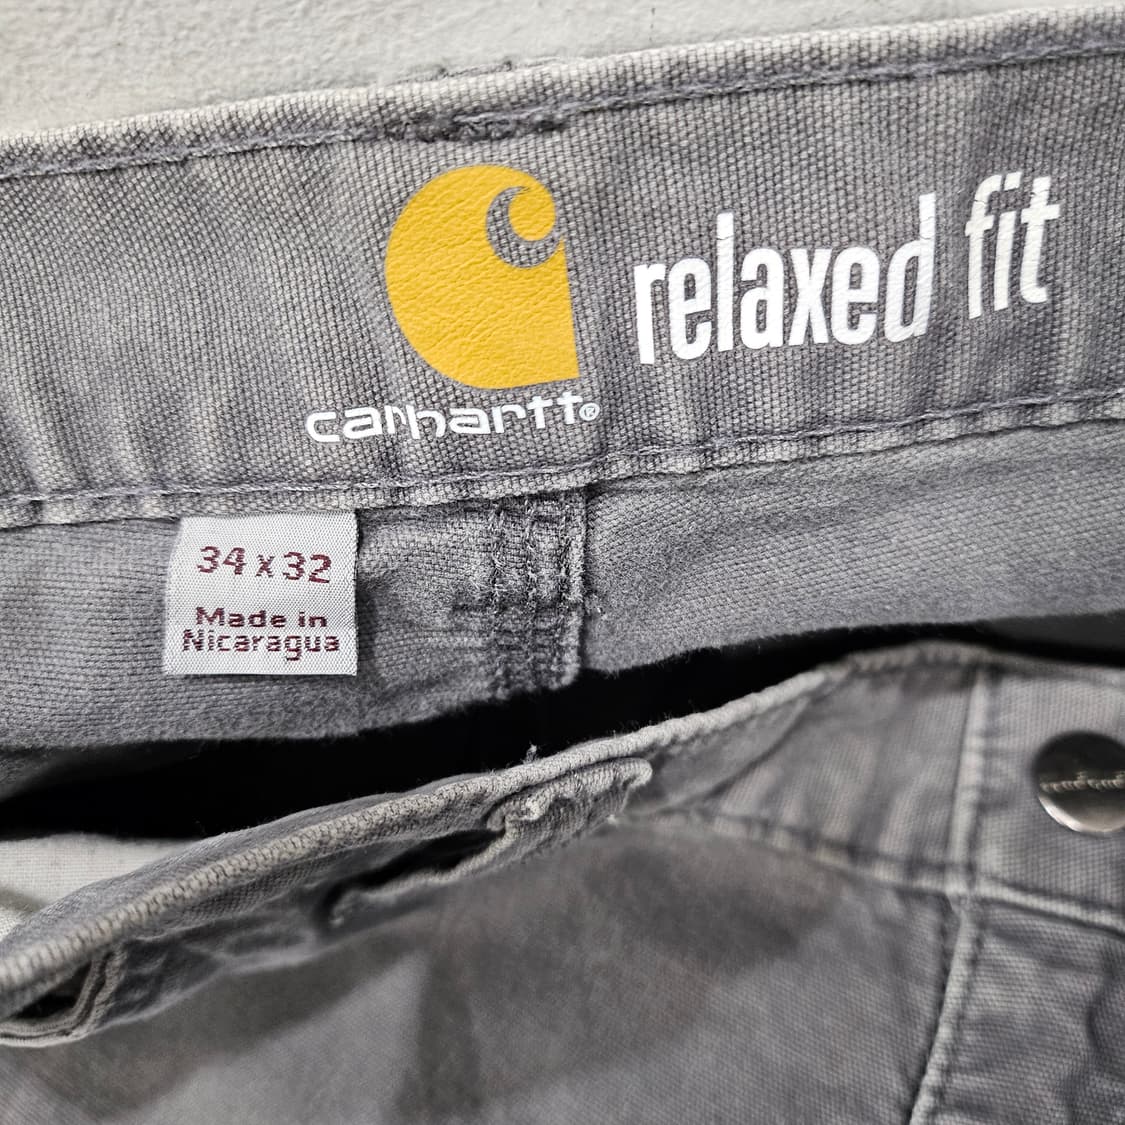 relaxed fit
carhartt®
34 x 32
Made in
Nicaragua